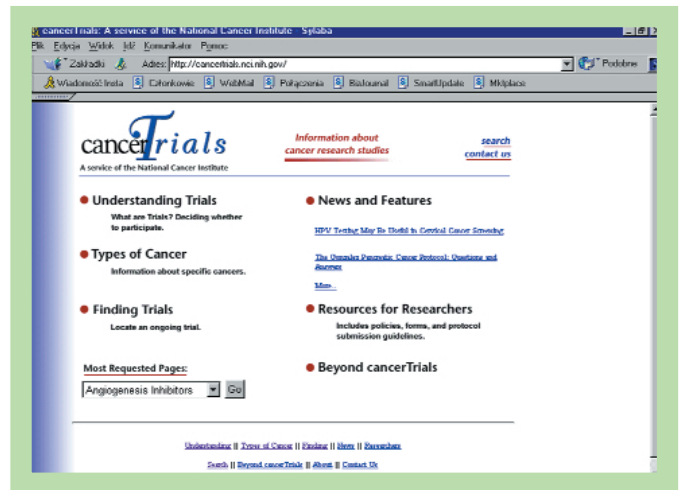 cancerTrials: A service of the National Cancer Institute - Sylaba
Plik Edycja Widok Idź Komunikator Pomoc
Zakładki Adres: http://cancertrials.nci.nih.gov/ Podobne
Wiadomość Insta Członkowie WebMail Połączenia BizJournal SmartUpdate Mktplace
cancerTrials
A service of the National Cancer Institute
Information about
cancer research studies
search
contact us
Understanding Trials
What are Trials? Deciding whether
to participate.
Types of Cancer
Information about specific cancers.
Finding Trials
Locate an ongoing trial.
Most Requested Pages:
Angiogenesis Inhibitors Go
News and Features
HPV Testing May Be Useful in Cervical Cancer Screening
The Gonzalez Pancreatic Cancer Protocol: Questions and
Answers
More...
Resources for Researchers
Includes policies, forms, and protocol
submission guidelines.
Beyond cancerTrials
Understanding || Types of Cancer || Finding || News || Researchers
Search || Beyond cancerTrials || About || Contact Us